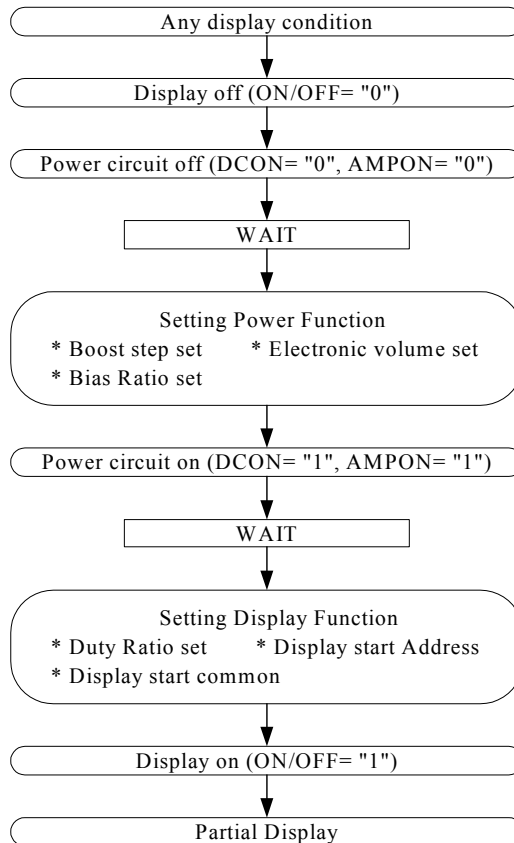 Any display condition
Display off (ON/OFF= "0")
Power circuit off (DCON= "0", AMPON= "0")
WAIT
Setting Power Function
* Boost step set * Electronic volume set
* Bias Ratio set
Power circuit on (DCON= "1", AMPON= "1")
WAIT
Setting Display Function
* Duty Ratio set * Display start Address
* Display start common
Display on (ON/OFF= "1")
Partial Display